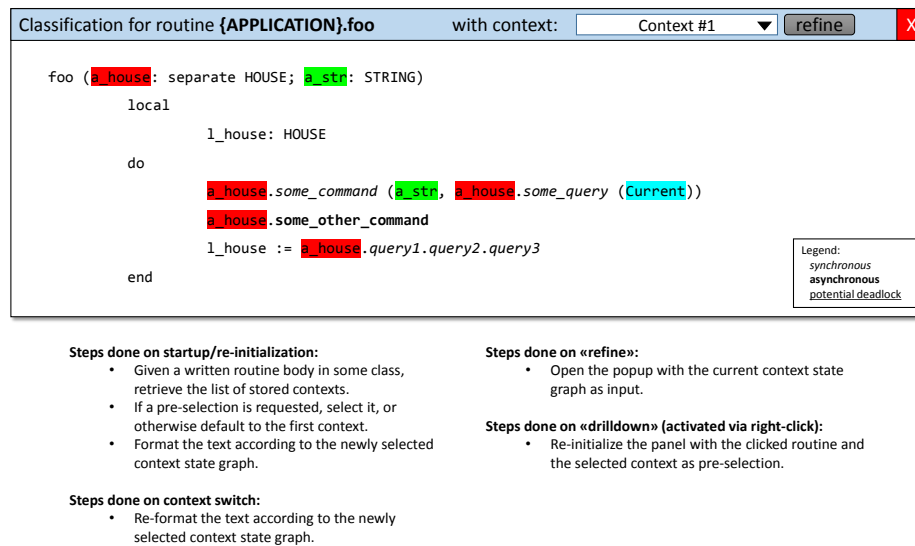 Classification for routine {APPLICATION}.foo with context: Context #1 refine X
foo (a_house: separate HOUSE; a_str: STRING)
local
l_house: HOUSE
do
a_house.some_command (a_str, a_house.some_query (Current))
a_house.some_other_command
l_house := a_house.query1.query2.query3
end
Legend:
synchronous
asynchronous
potential deadlock
Steps done on startup/re-initialization:
• Given a written routine body in some class,
retrieve the list of stored contexts.
• If a pre-selection is requested, select it, or
otherwise default to the first context.
• Format the text according to the newly selected
context state graph.
Steps done on context switch:
• Re-format the text according to the newly
selected context state graph.
Steps done on «refine»:
• Open the popup with the current context state
graph as input.
Steps done on «drilldown» (activated via right-click):
• Re-initialize the panel with the clicked routine and
the selected context as pre-selection.